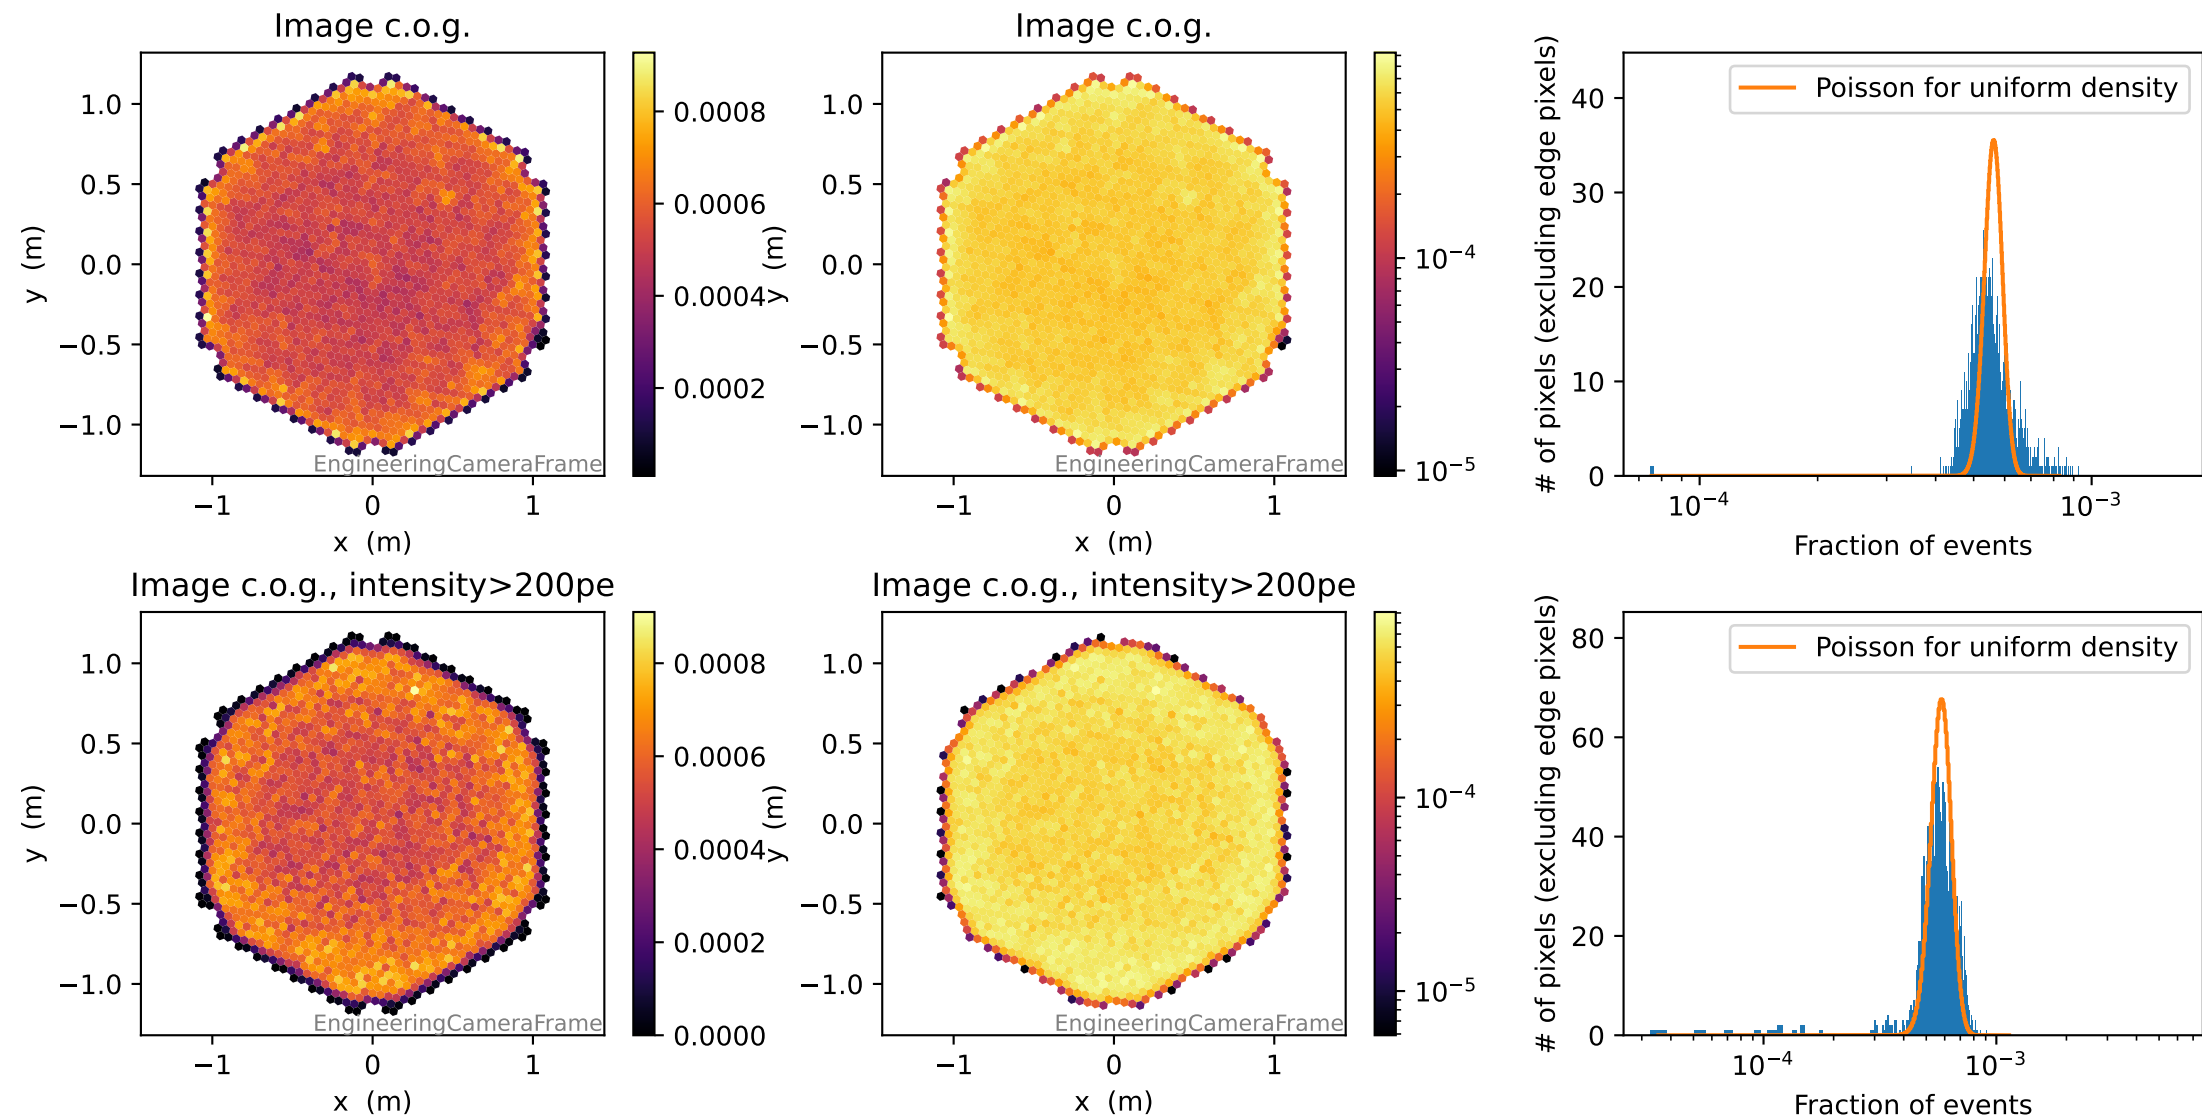 Image c.o.g.
1.0
0.5
0.0
−0.5
−1.0
y (m)
−1
0
1
x (m)
EngineeringCameraFrame
0.0008
0.0006
0.0004
0.0002
Image c.o.g.
1.0
0.5
0.0
−0.5
−1.0
y (m)
−1
0
1
x (m)
EngineeringCameraFrame
10⁻⁴
10⁻⁵
# of pixels (excluding edge pixels)
40
30
20
10
0
Poisson for uniform density
10⁻⁴
10⁻³
Fraction of events
Image c.o.g., intensity>200pe
1.0
0.5
0.0
−0.5
−1.0
y (m)
−1
0
1
x (m)
EngineeringCameraFrame
0.0008
0.0006
0.0004
0.0002
0.0000
Image c.o.g., intensity>200pe
1.0
0.5
0.0
−0.5
−1.0
y (m)
−1
0
1
x (m)
EngineeringCameraFrame
10⁻⁴
10⁻⁵
# of pixels (excluding edge pixels)
80
60
40
20
0
Poisson for uniform density
10⁻⁴
10⁻³
Fraction of events